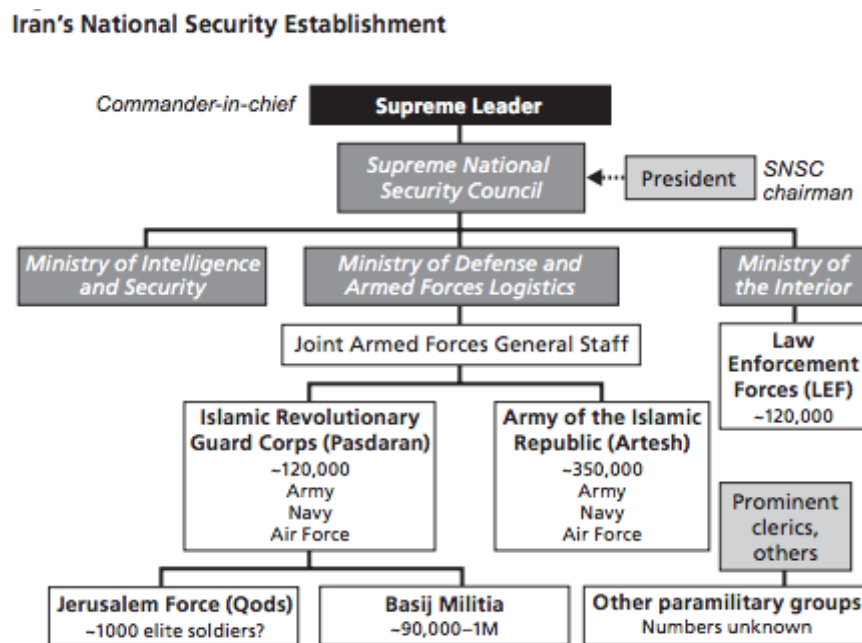 Iran's National Security Establishment
Commander-in-chief
Supreme Leader
Supreme National
Security Council
President
SNSC
chairman
Ministry of Intelligence
and Security
Ministry of Defense and
Armed Forces Logistics
Ministry of
the Interior
Joint Armed Forces General Staff
Law
Enforcement
Forces (LEF)
~120,000
Islamic Revolutionary
Guard Corps (Pasdaran)
~120,000
Army
Navy
Air Force
Army of the Islamic
Republic (Artesh)
~350,000
Army
Navy
Air Force
Prominent
clerics,
others
Jerusalem Force (Qods)
~1000 elite soldiers?
Basij Militia
~90,000–1M
Other paramilitary groups
Numbers unknown